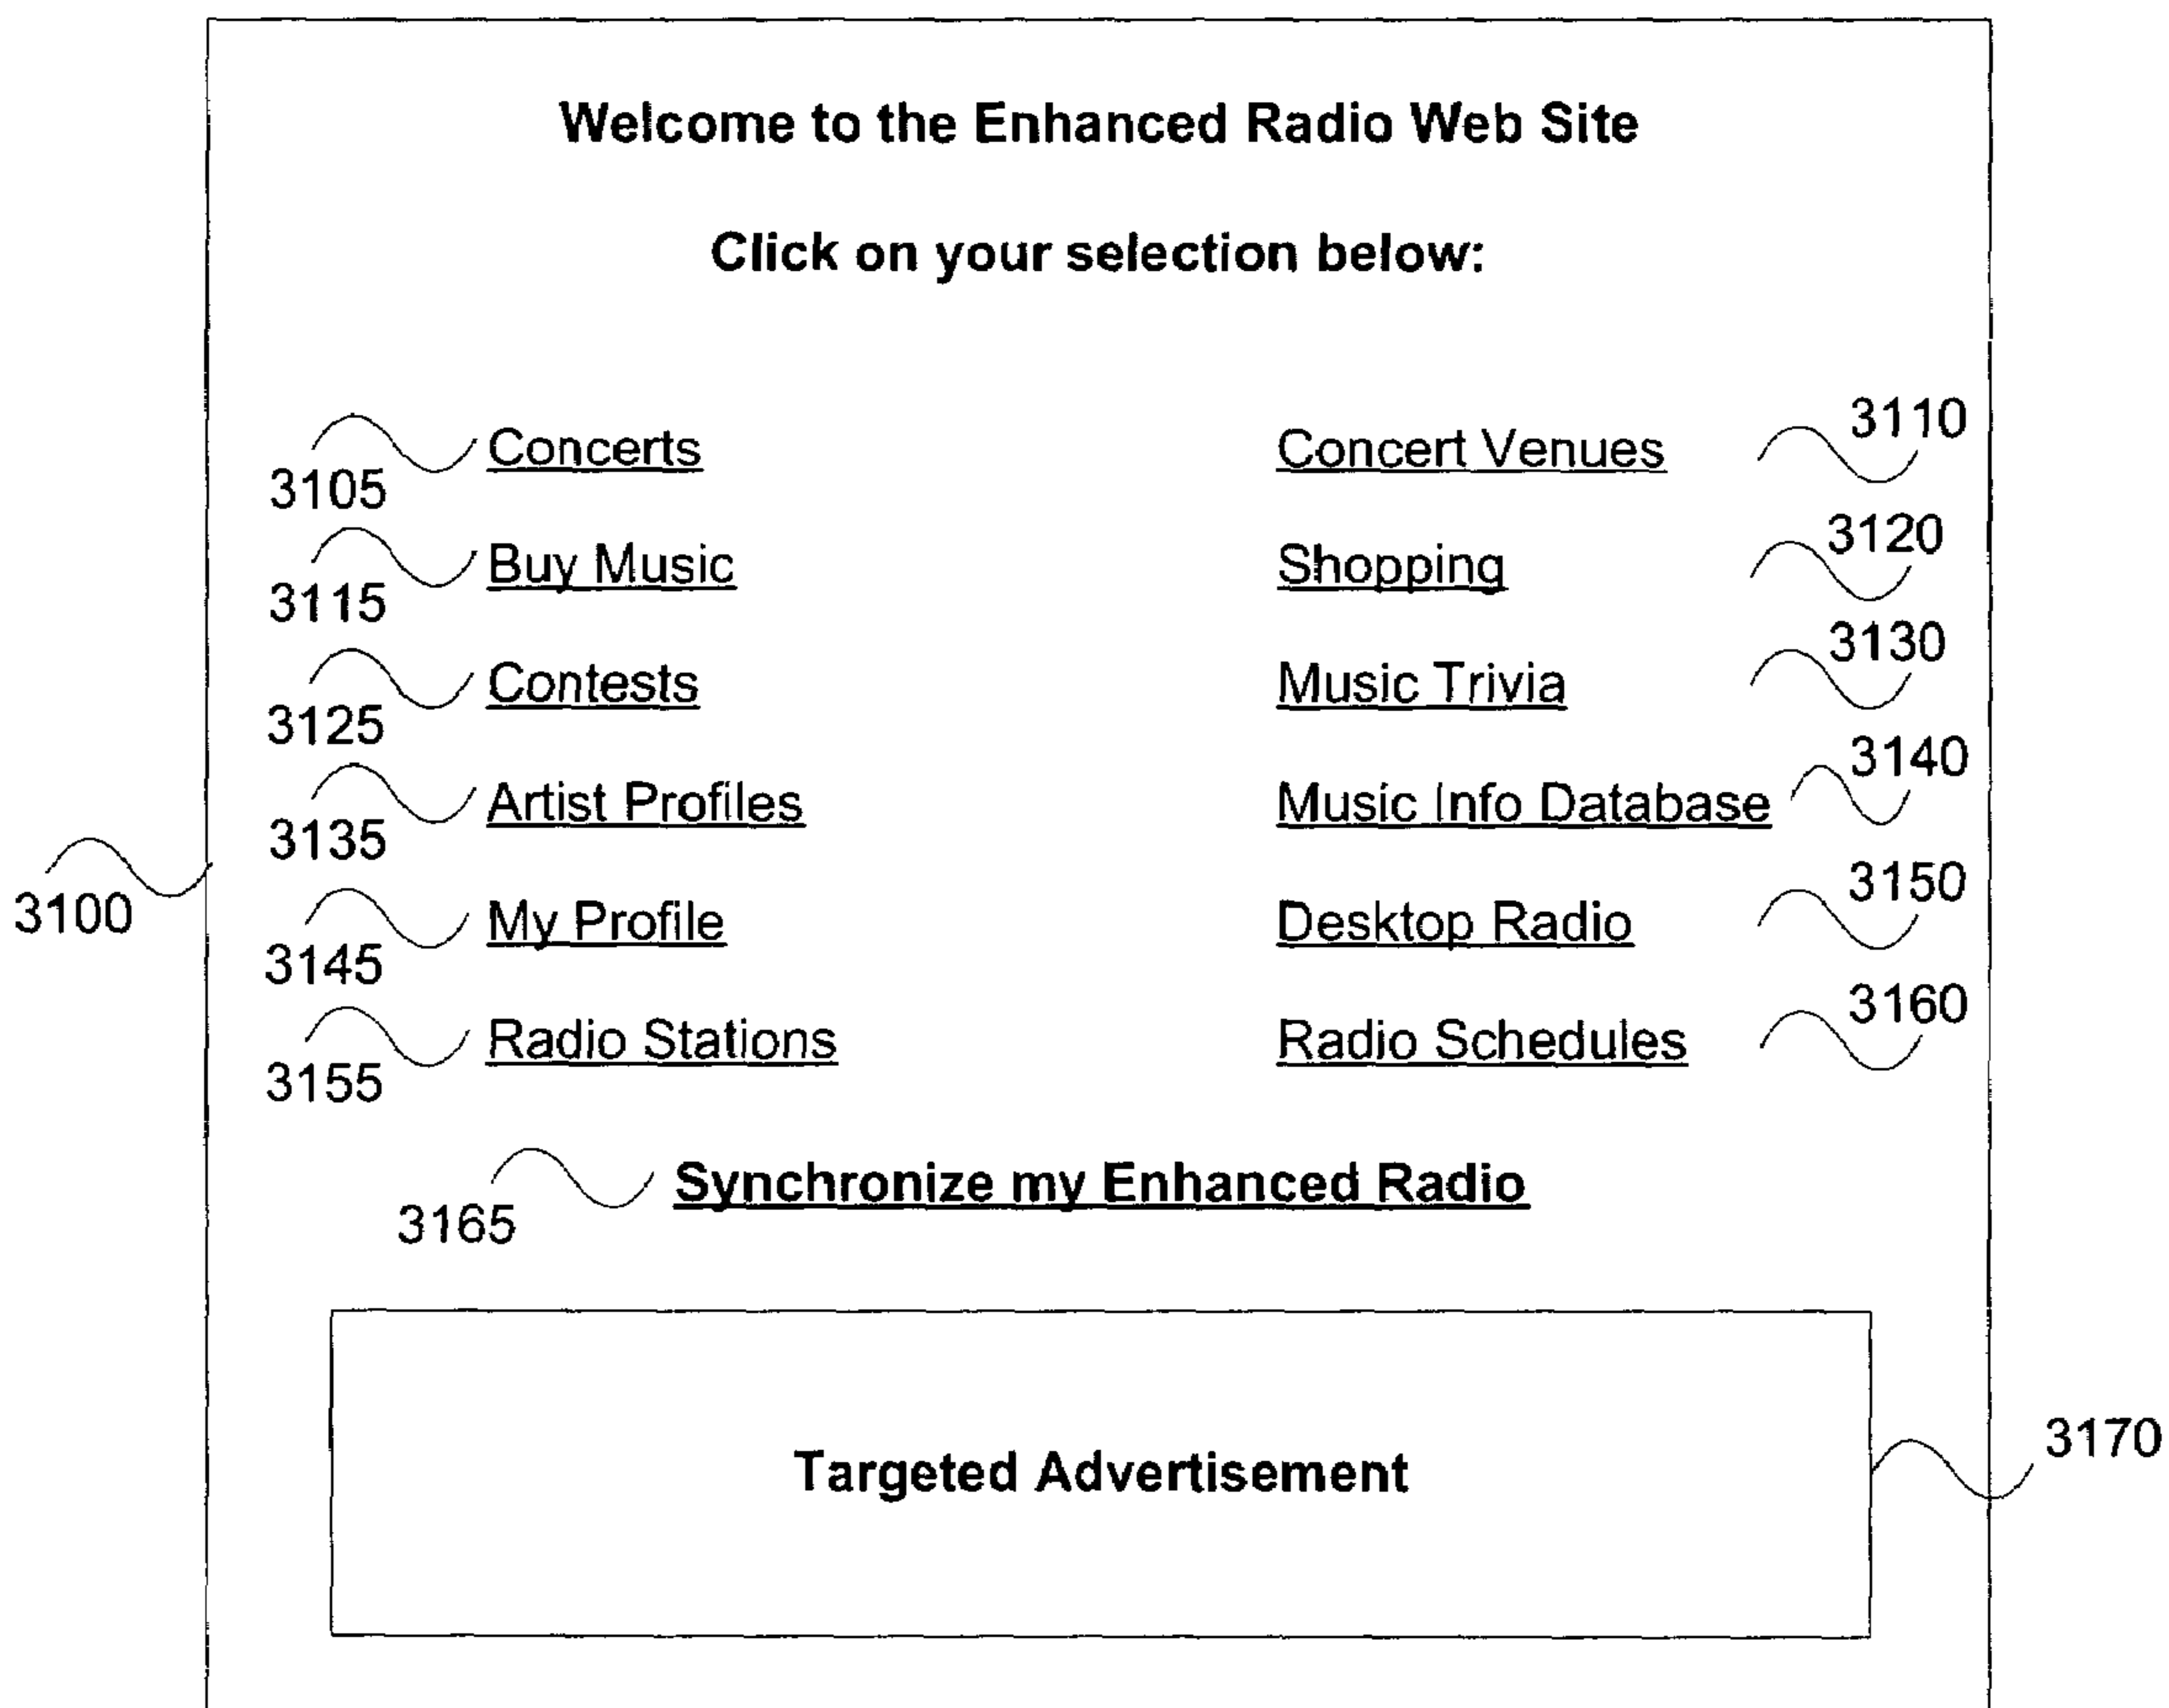 Welcome to the Enhanced Radio Web Site
Click on your selection below:
3110
Concerts Concert Venues
3105
3120
Buy Music Shopping
3115
3130
Contests Music Trivia
3125
3140
Artist Profiles Music Info Database
3135
3150
3100
My Profile Desktop Radio
3145
3160
Radio Stations Radio Schedules
3155
Synchronize my Enhanced Radio
3165
3170
Targeted Advertisement